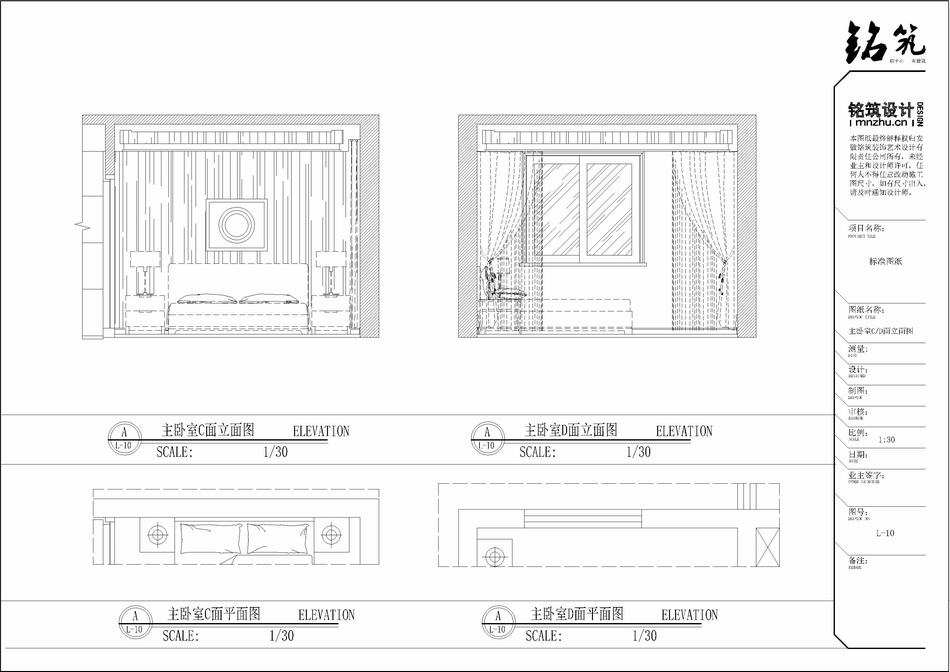 铭筑
铭筑设计
DESIGN
mnzhu.cn
本图纸最终解释权归安
徽铭筑装饰艺术设计有
限责任公司所有，未经
业主和设计师许可，任
何人不得任意改动施工
图尺寸，如有尺寸出入，
请及时通知设计师。
项目名称:
标准图纸
图纸名称:
主卧室C/D面立面图
测量:
设计:
制图:
审核:
比例:
1:30
日期:
业主签字:
图号:
L-10
备注:
A
L-10
主卧室C面立面图 ELEVATION
SCALE: 1/30
A
L-10
主卧室D面立面图 ELEVATION
SCALE: 1/30
A
L-10
主卧室C面平面图 ELEVATION
SCALE: 1/30
A
L-10
主卧室D面平面图 ELEVATION
SCALE: 1/30